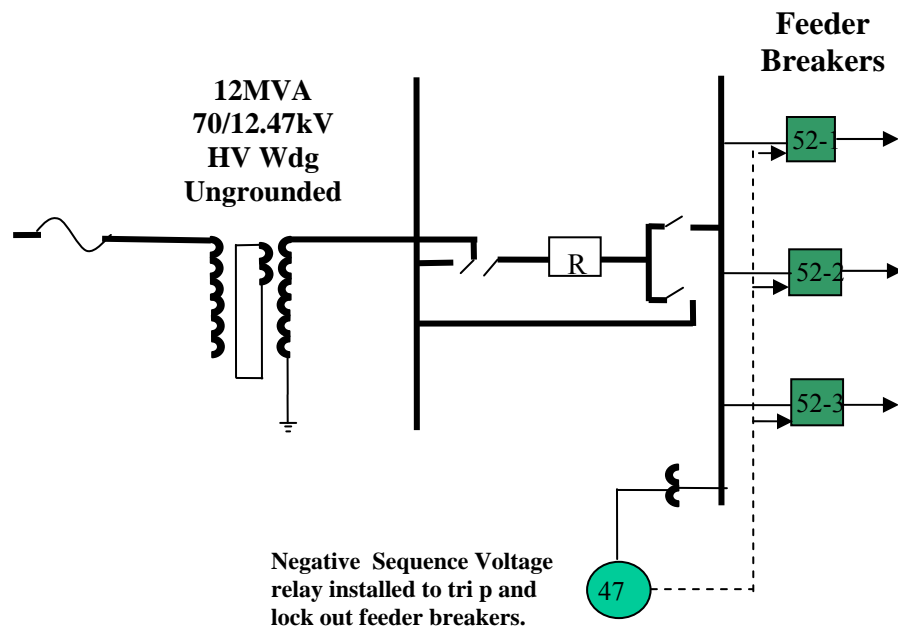 Feeder
Breakers
12MVA
70/12.47kV
HV Wdg
Ungrounded
52-1
R
52-2
52-3
Negative Sequence Voltage
relay installed to tri p and
lock out feeder breakers.
47